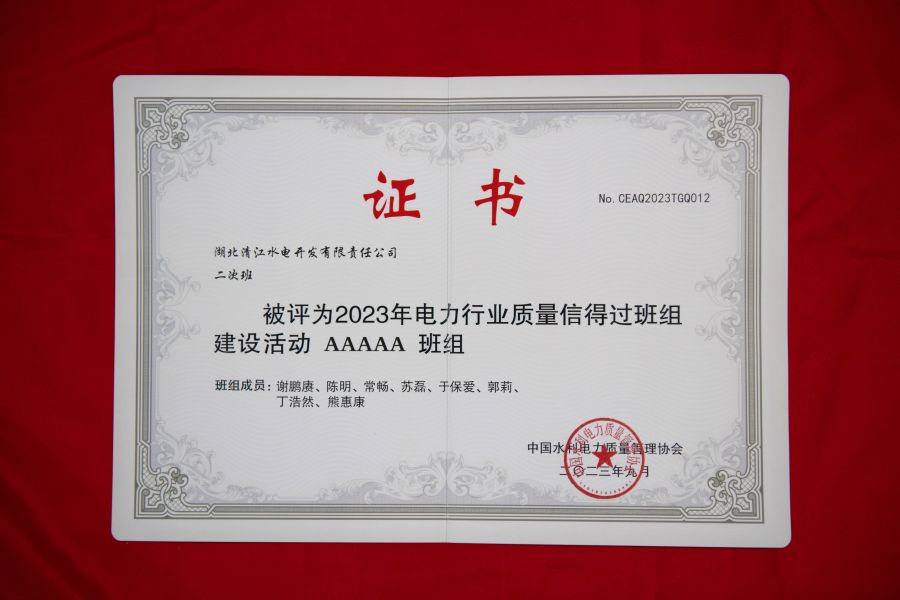 证书
No.CEAQ2023TGQ012
湖北清江水电开发有限责任公司
二次班
被评为2023年电力行业质量信得过班组
建设活动 AAAAA 班组
班组成员：谢鹏赓、陈明、常畅、苏磊、于保爱、郭莉、
丁浩然、熊惠康
中国水利电力质量管理协会
二〇二三年九月